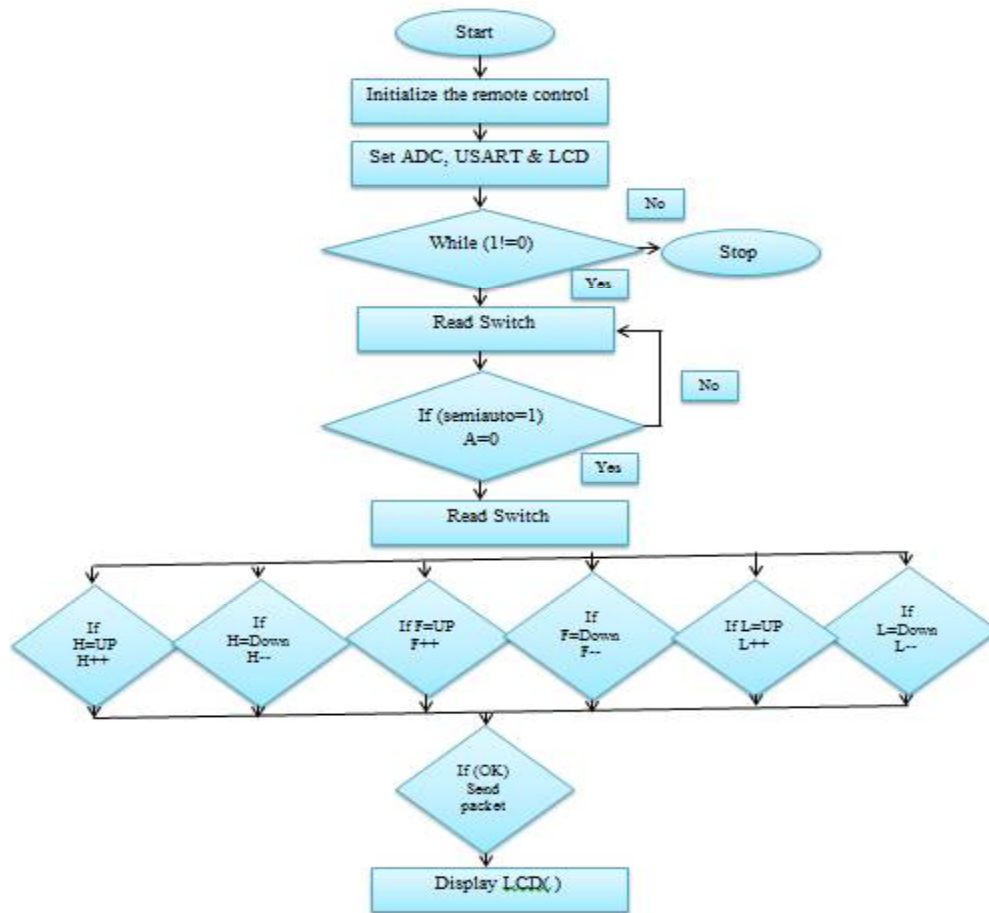 Start
Initialize the remote control
Set ADC, USART & LCD
No
While (1!=0)
Stop
Yes
Read Switch
No
If (semiauto=1)
A=0
Yes
Read Switch
If
H=UP
H++
If
H=Down
H--
If F=UP
F++
If
F=Down
F--
If L=UP
L++
If
L=Down
L--
If (OK)
Send
packet
Display LCD( )